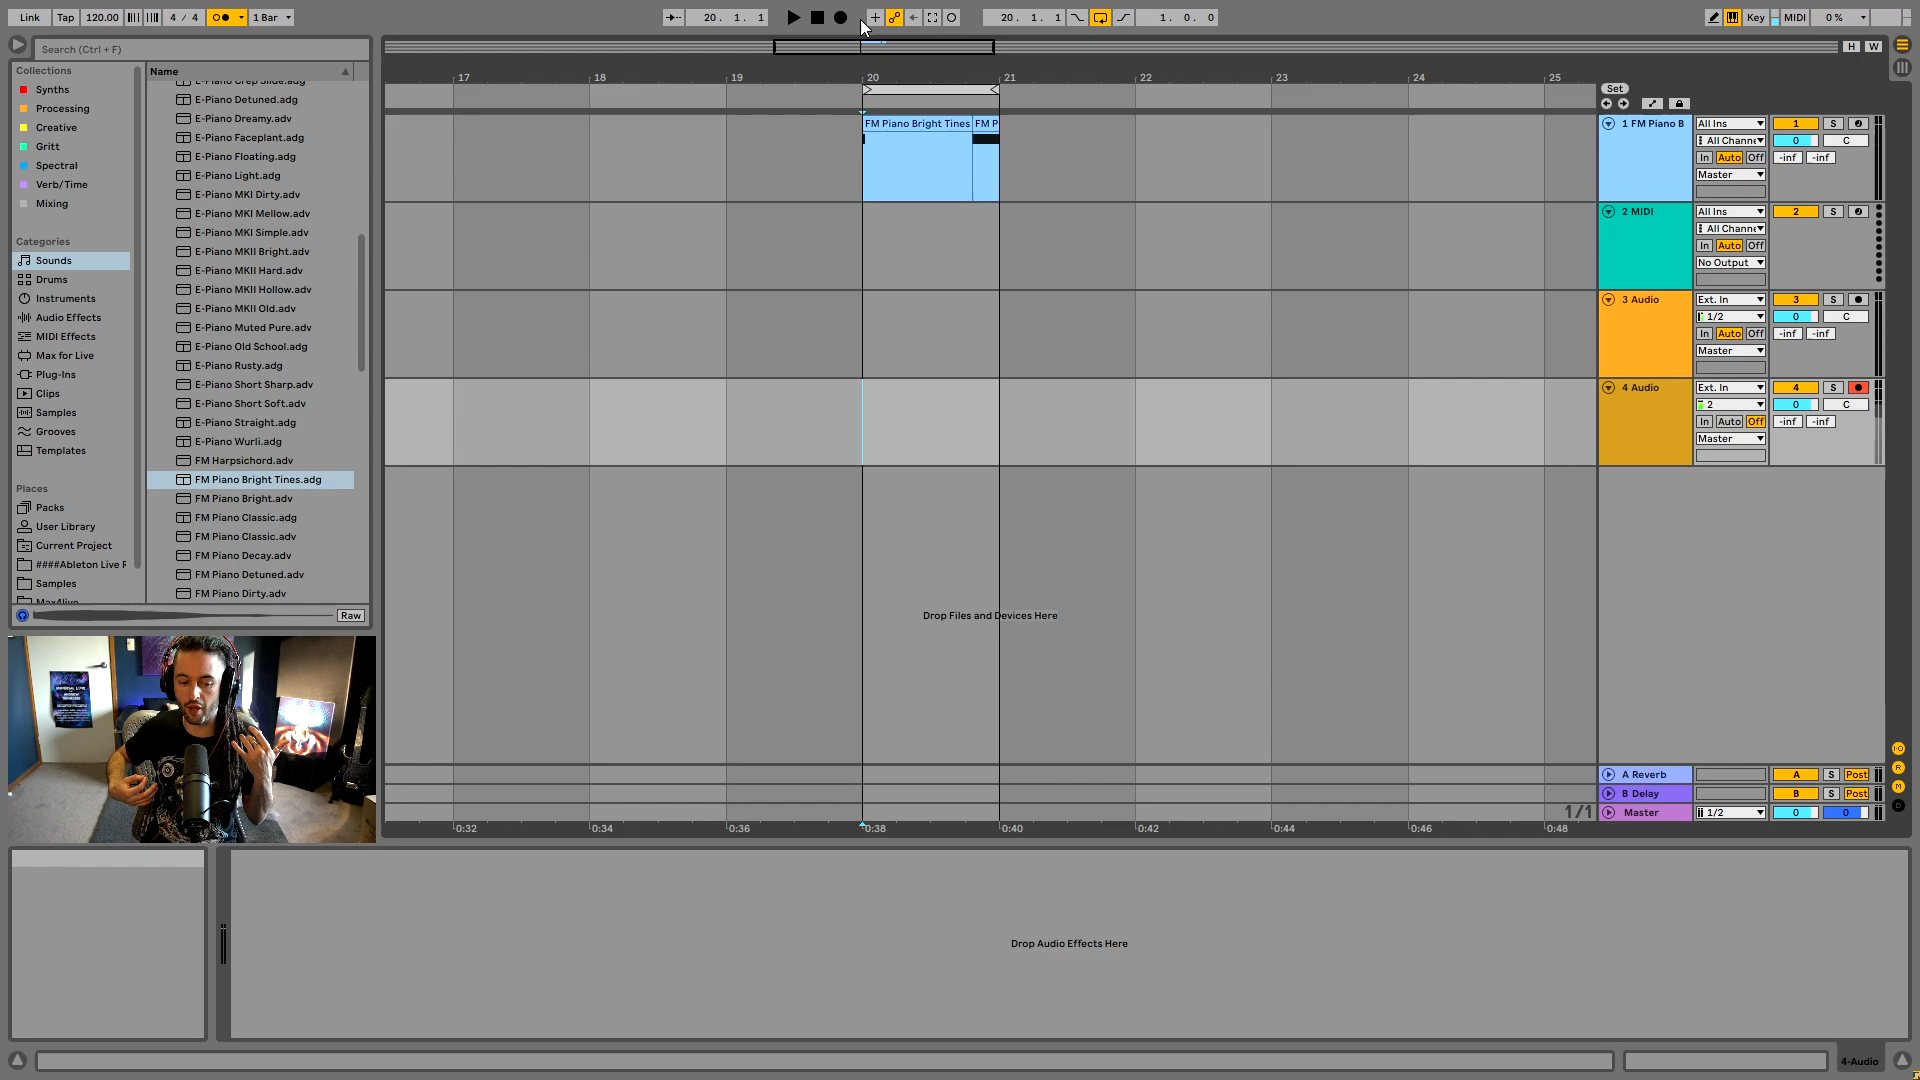 Link Tap 120.00 4 / 4 1 Bar 20. 1. 1 20. 1. 1 1. 0. 0 Key MIDI 0 %
Search (Ctrl + F)
H W
Collections
Synths
Processing
Creative
Gritt
Spectral
Verb/Time
Mixing
Categories
Sounds
Drums
Instruments
Audio Effects
MIDI Effects
Max for Live
Plug-Ins
Clips
Samples
Grooves
Templates
Places
Packs
User Library
Current Project
####Ableton Live F
Samples
Max4live
Name
E-Piano Crep Slide.adg
E-Piano Detuned.adg
E-Piano Dreamy.adv
E-Piano Faceplant.adg
E-Piano Floating.adg
E-Piano Light.adg
E-Piano MKI Dirty.adv
E-Piano MKI Mellow.adv
E-Piano MKI Simple.adv
E-Piano MKII Bright.adv
E-Piano MKII Hard.adv
E-Piano MKII Hollow.adv
E-Piano MKII Old.adv
E-Piano Muted Pure.adv
E-Piano Old School.adg
E-Piano Rusty.adg
E-Piano Short Sharp.adv
E-Piano Short Soft.adv
E-Piano Straight.adv
E-Piano Wurli.adg
FM Harpsichord.adv
FM Piano Bright Tines.adg
FM Piano Bright.adv
FM Piano Classic.adg
FM Piano Classic.adv
FM Piano Decay.adv
FM Piano Detuned.adv
FM Piano Dirty.adv
Raw
17 18 19 20 21 22 23 24 25
Set
FM Piano Bright Tines FM P
1 FM Piano B All Ins 1 S
All Channe 0 C
In Auto Off -inf -inf
Master
2 MIDI All Ins 2 S
All Channe
In Auto Off
No Output
3 Audio Ext. In 3 S
1/2 0 C
In Auto Off -inf -inf
Master
4 Audio Ext. In 4 S
2 0 C
In Auto Off -inf -inf
Master
Drop Files and Devices Here
A Reverb A S Post
B Delay B S Post
1/1 Master 1/2 0 0
0:32 0:34 0:36 0:38 0:40 0:42 0:44 0:46 0:48
Drop Audio Effects Here
4-Audio